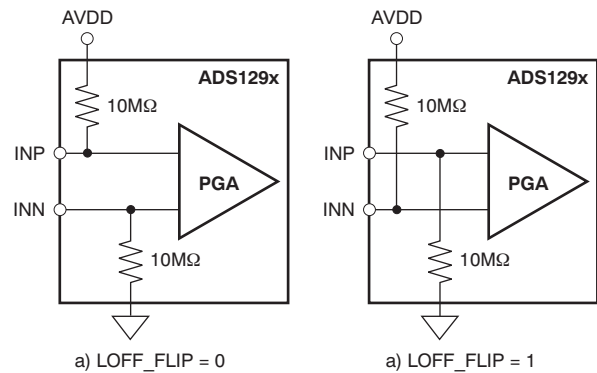 AVDD
ADS129x
10MΩ
INP
PGA
INN
10MΩ
a) LOFF_FLIP = 0
AVDD
ADS129x
10MΩ
INP
PGA
INN
10MΩ
a) LOFF_FLIP = 1